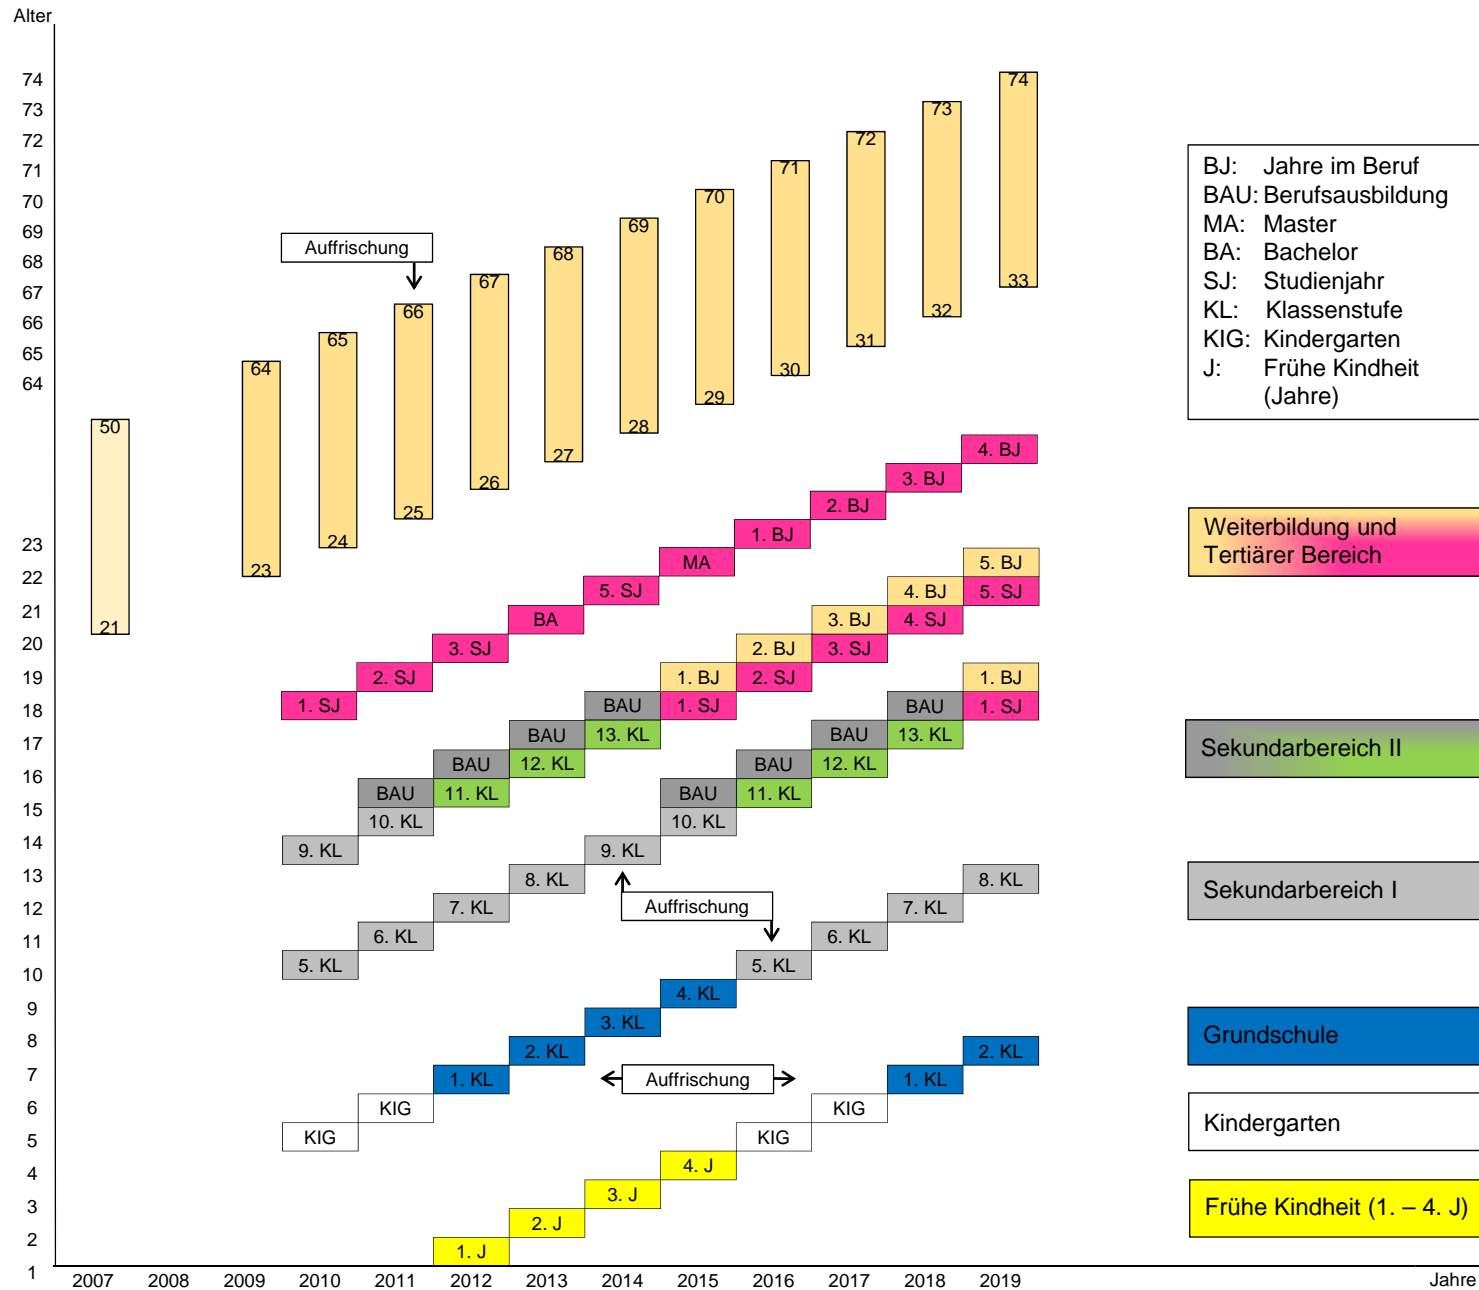 Alter
74
73
72
71
70
69
68
67
66
65
64
23
22
21
20
19
18
17
16
15
14
13
12
11
10
9
8
7
6
5
4
3
2
1
2007 2008 2009 2010 2011 2012 2013 2014 2015 2016 2017 2018 2019 Jahre
50
21
64
23
65
24
66
25
67
26
68
27
69
28
70
29
71
30
72
31
73
32
74
33
Auffrischung
1. SJ
2. SJ
3. SJ
BA
5. SJ
MA
1. BJ
2. BJ
3. BJ
4. BJ
9. KL
10. KL
BAU
11. KL
BAU
12. KL
BAU
13. KL
BAU
1. SJ
1. BJ
2. SJ
2. BJ
3. SJ
3. BJ
4. SJ
4. BJ
5. SJ
5. BJ
5. KL
6. KL
7. KL
8. KL
9. KL
10. KL
BAU
11. KL
BAU
12. KL
BAU
13. KL
BAU
1. SJ
1. BJ
Auffrischung
KIG
KIG
1. KL
2. KL
3. KL
4. KL
5. KL
6. KL
7. KL
8. KL
Auffrischung
1. J
2. J
3. J
4. J
KIG
KIG
1. KL
2. KL
BJ: Jahre im Beruf
BAU: Berufsausbildung
MA: Master
BA: Bachelor
SJ: Studienjahr
KL: Klassenstufe
KIG: Kindergarten
J: Frühe Kindheit
(Jahre)
Weiterbildung und
Tertiärer Bereich
Sekundarbereich II
Sekundarbereich I
Grundschule
Kindergarten
Frühe Kindheit (1. – 4. J)